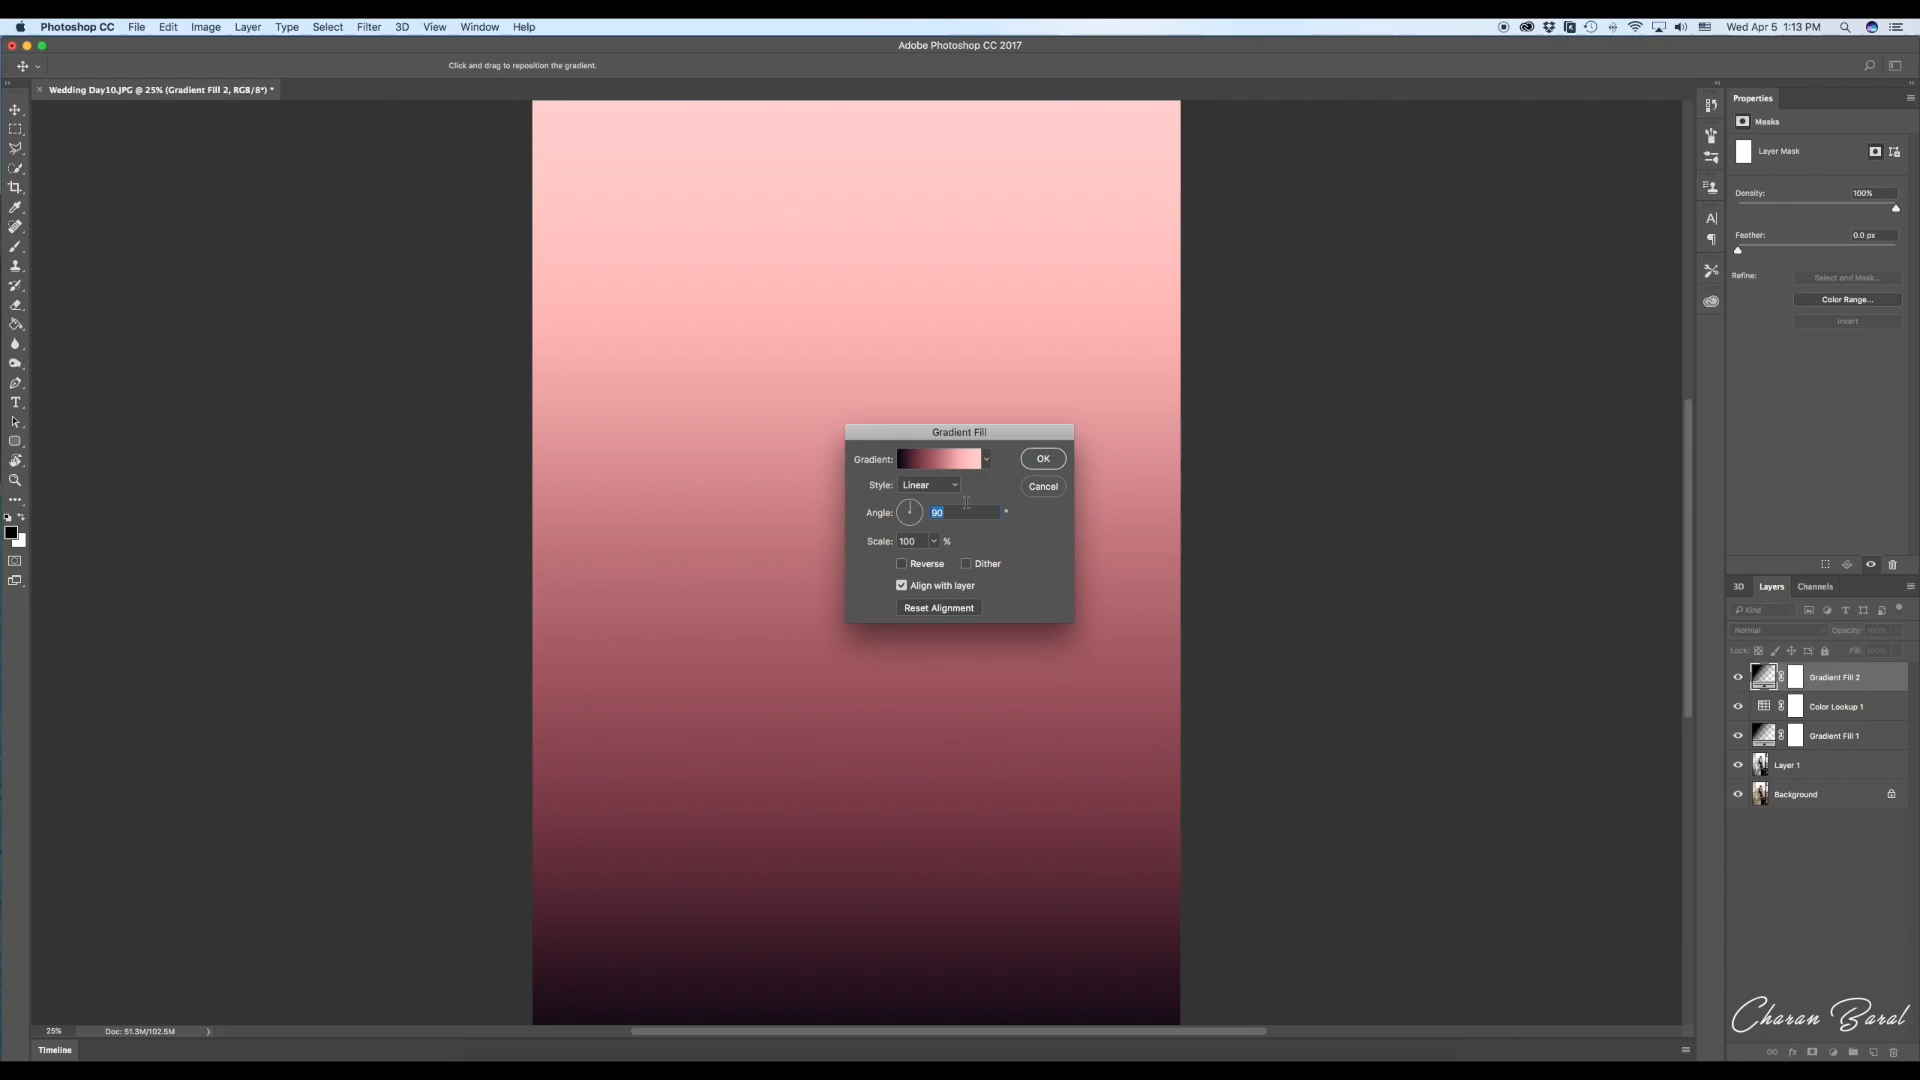 Photoshop CC File Edit Image Layer Type Select Filter 3D View Window Help
Wed Apr 5 1:13 PM
Adobe Photoshop CC 2017
Click and drag to reposition the gradient.
Wedding Day10.JPG @ 25% (Gradient Fill 2, RGB/8*) *
Properties
Masks
Layer Mask
Density: 100%
Feather: 0.0 px
Refine: Select and Mask...
Color Range...
Invert
Gradient Fill
Gradient: OK
Style: Linear
Cancel
Angle: 90 °
Scale: 100 %
Reverse Dither
Align with layer
Reset Alignment
3D Layers Channels
Kind
Normal Opacity: 100%
Lock: Fill: 100%
Gradient Fill 2
Color Lookup 1
Gradient Fill 1
Layer 1
Background
Charan Baral
25% Doc: 51.3M/102.5M
Timeline